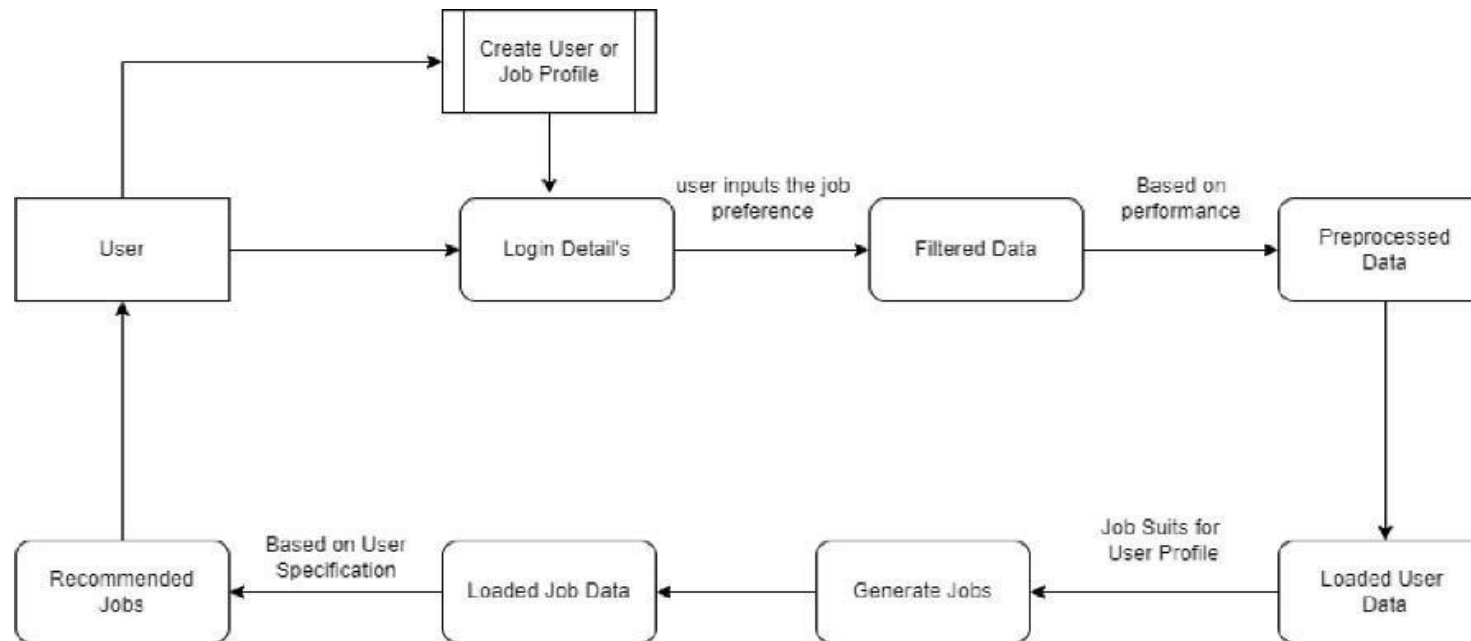 Create User or
Job Profile
User
Login Detail's
user inputs the job
preference
Filtered Data
Based on
performance
Preprocessed
Data
Job Suits for
User Profile
Loaded User
Data
Generate Jobs
Loaded Job Data
Based on User
Specification
Recommended
Jobs